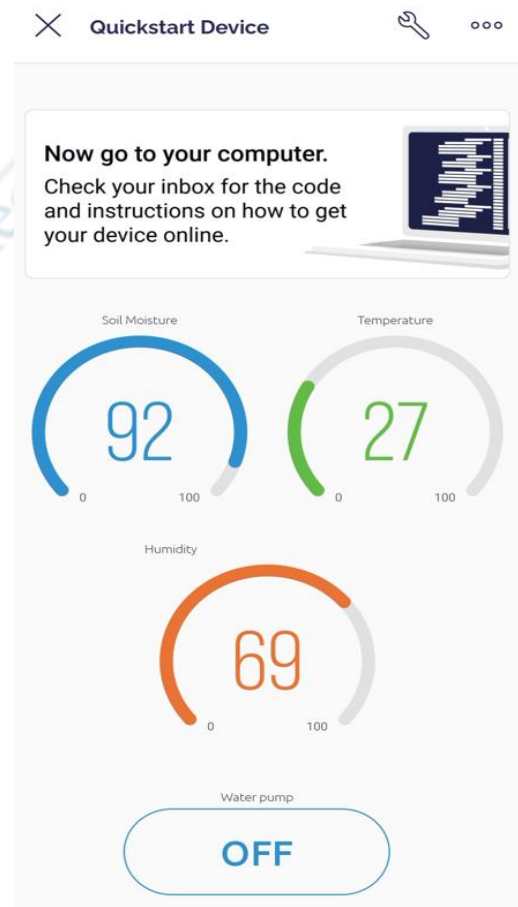 Quickstart Device
Now go to your computer.
Check your inbox for the code
and instructions on how to get
your device online.
Soil Moisture
92
0 100
Temperature
27
0 100
Humidity
69
0 100
Water pump
OFF